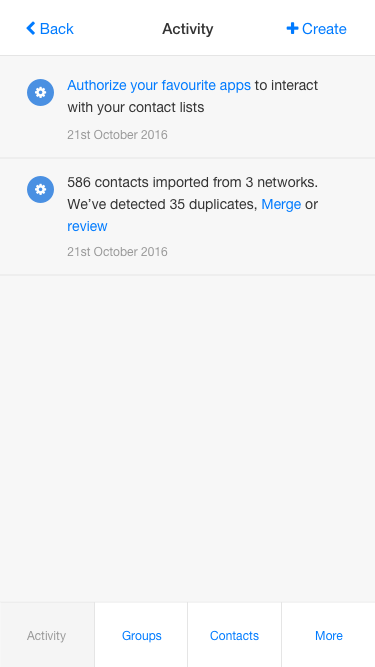 Back
Activity
Create
Authorize your favourite apps to interact
with your contact lists
21st October 2016
586 contacts imported from 3 networks.
We’ve detected 35 duplicates, Merge or
review
21st October 2016
Activity
Groups
Contacts
More